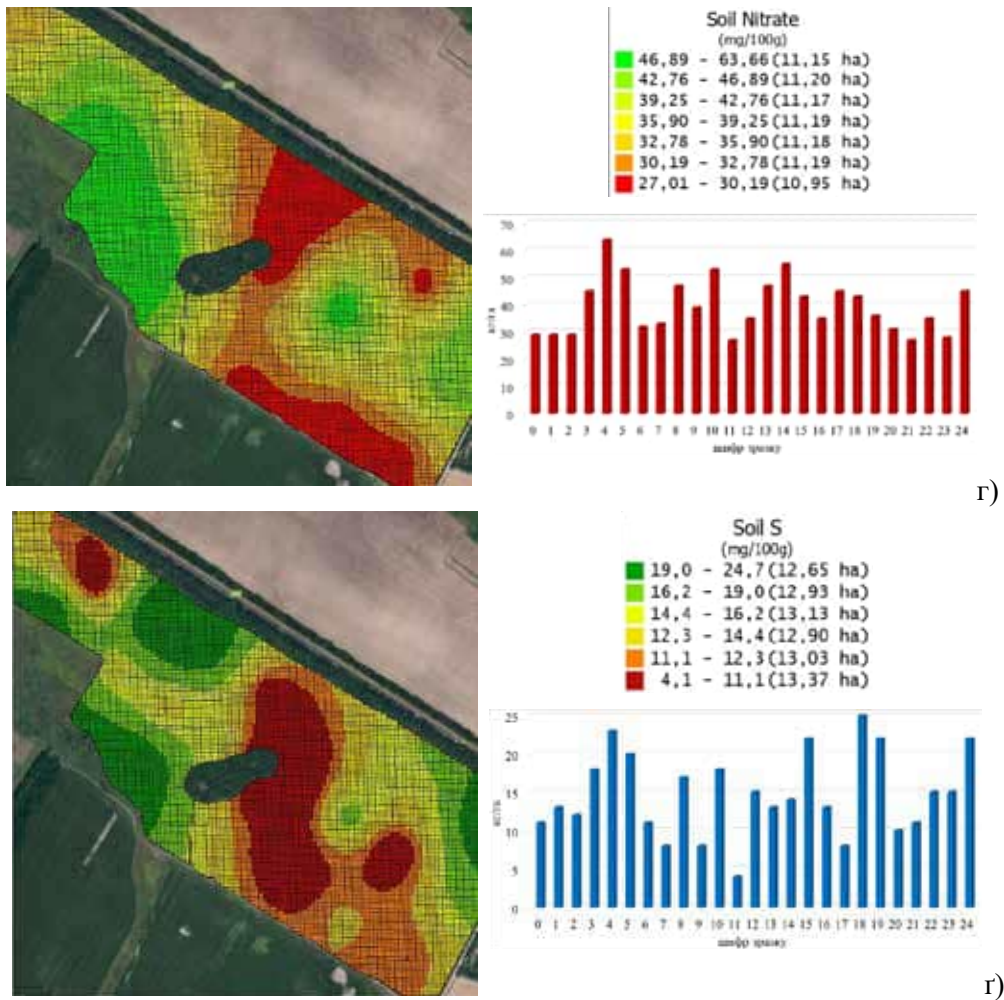 Soil Nitrate
(mg/100g)
46,89 - 63,66(11,15 ha)
42,76 - 46,89(11,20 ha)
39,25 - 42,76(11,17 ha)
35,90 - 39,25(11,19 ha)
32,78 - 35,90(11,18 ha)
30,19 - 32,78(11,19 ha)
27,01 - 30,19(10,95 ha)
70
60
50
40
30
20
10
0
0 1 2 3 4 5 6 7 8 9 10 11 12 13 14 15 16 17 18 19 20 21 22 23 24
шифр зразку
г)
Soil S
(mg/100g)
19,0 - 24,7(12,65 ha)
16,2 - 19,0(12,93 ha)
14,4 - 16,2(13,13 ha)
12,3 - 14,4(12,90 ha)
11,1 - 12,3(13,03 ha)
4,1 - 11,1(13,37 ha)
25
20
15
10
5
0
0 1 2 3 4 5 6 7 8 9 10 11 12 13 14 15 16 17 18 19 20 21 22 23 24
шифр зразку
ґ)